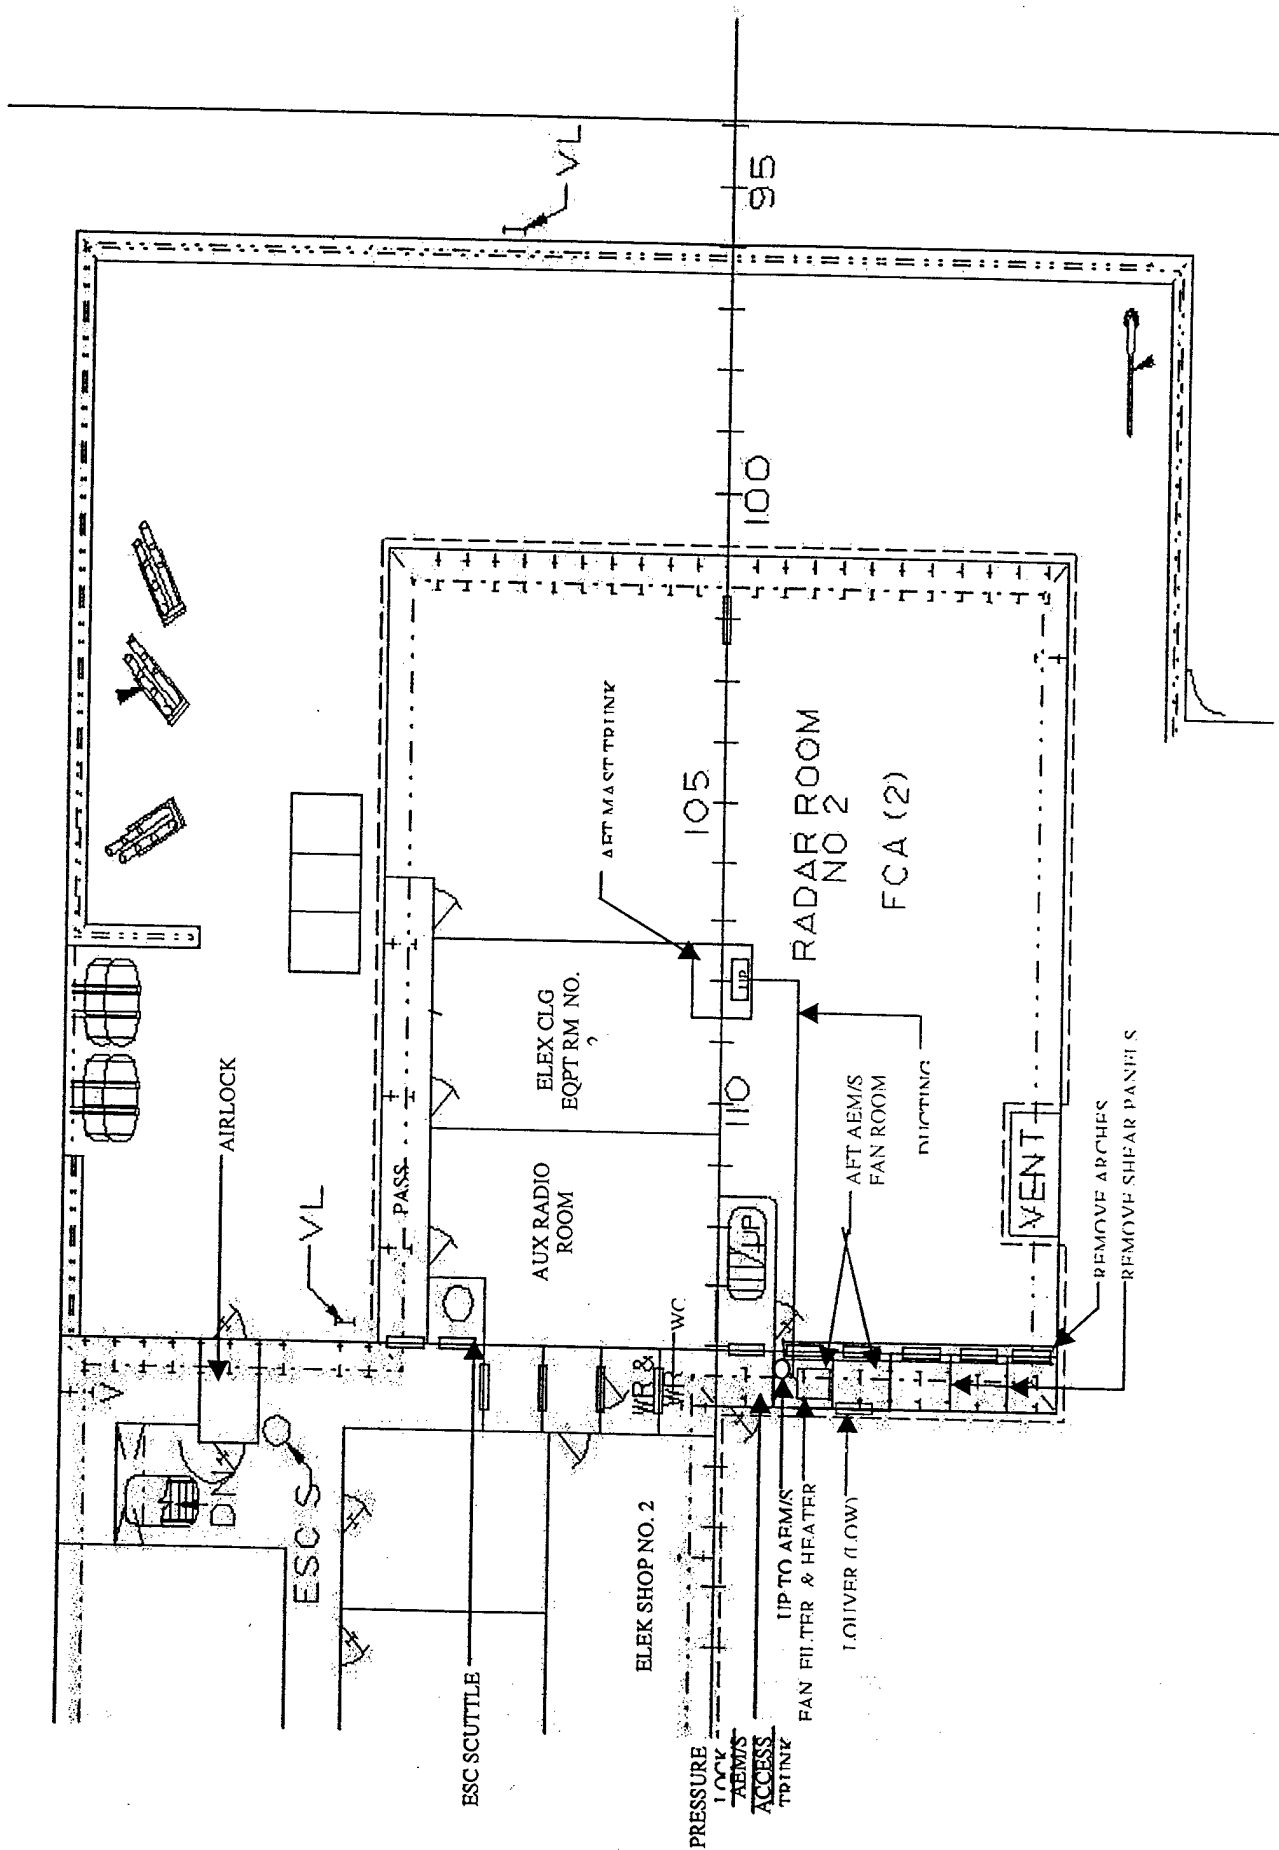 VL
95
100
AFT MAST TRUNK
105
RADAR ROOM
NO 2
FCA (2)
UP
ELEX CLG
EQPT RM NO.
2
AIRLOCK
110
DUCTING
AFT AEM/S
FAN ROOM
VENT
REMOVE ARCHES
REMOVE SHEAR PANELS
PASS
AUX RADIO
ROOM
UP
VL
WC
WR &
WR
V
DN
ESC S
ELEK SHOP NO. 2
ESC SCUTTLE
UP TO AEM/S
FAN FILTER & HEATER
LOUVER (LOW)
PRESSURE
LOCK
AEM/S
ACCESS
TRUNK